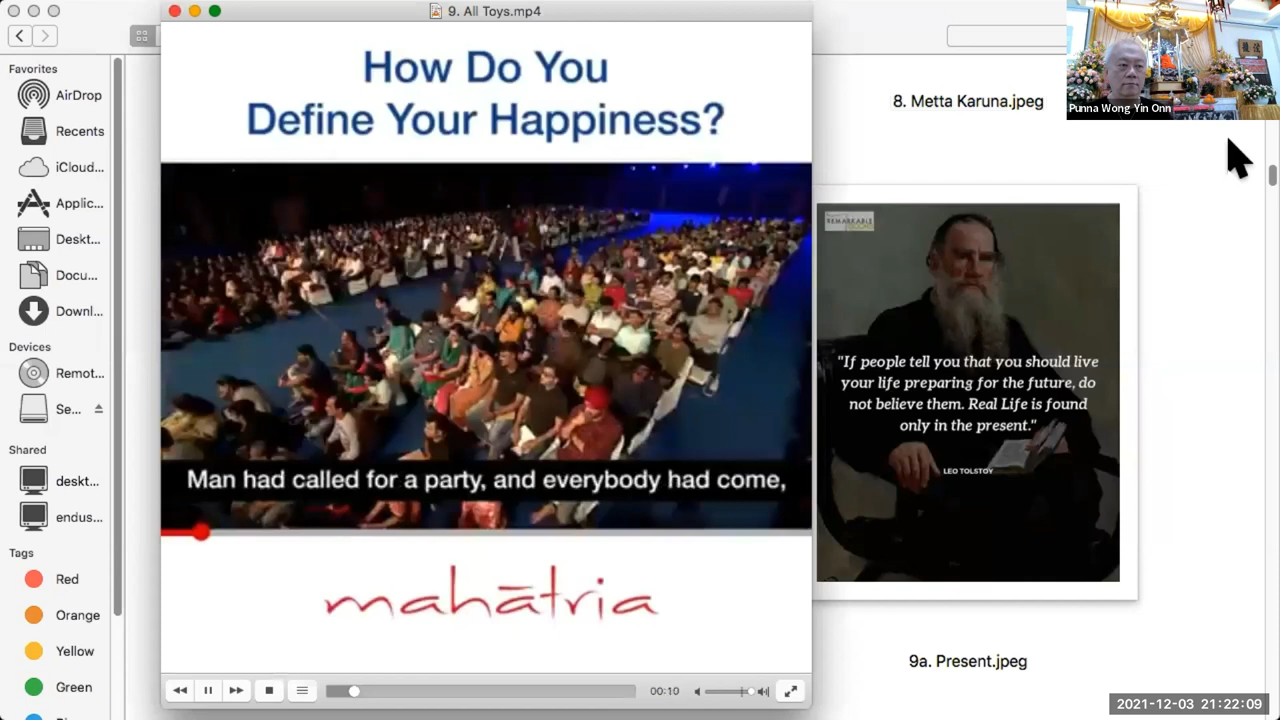 9. All Toys.mp4
Favorites
AirDrop
Recents
iCloud...
Applic...
Deskt...
Docu...
Downl...
Devices
Remot...
Se...
Shared
deskt...
endus...
Tags
Red
Orange
Yellow
Green
How Do You
Define Your Happiness?
Man had called for a party, and everybody had come,
mahātria
00:10
8. Metta Karuna.jpeg
Punna Wong Yin Onn
REMARKABLE
"If people tell you that you should live
your life preparing for the future, do
not believe them. Real Life is found
only in the present."
LEO TOLSTOY
9a. Present.jpeg
2021-12-03 21:22:09